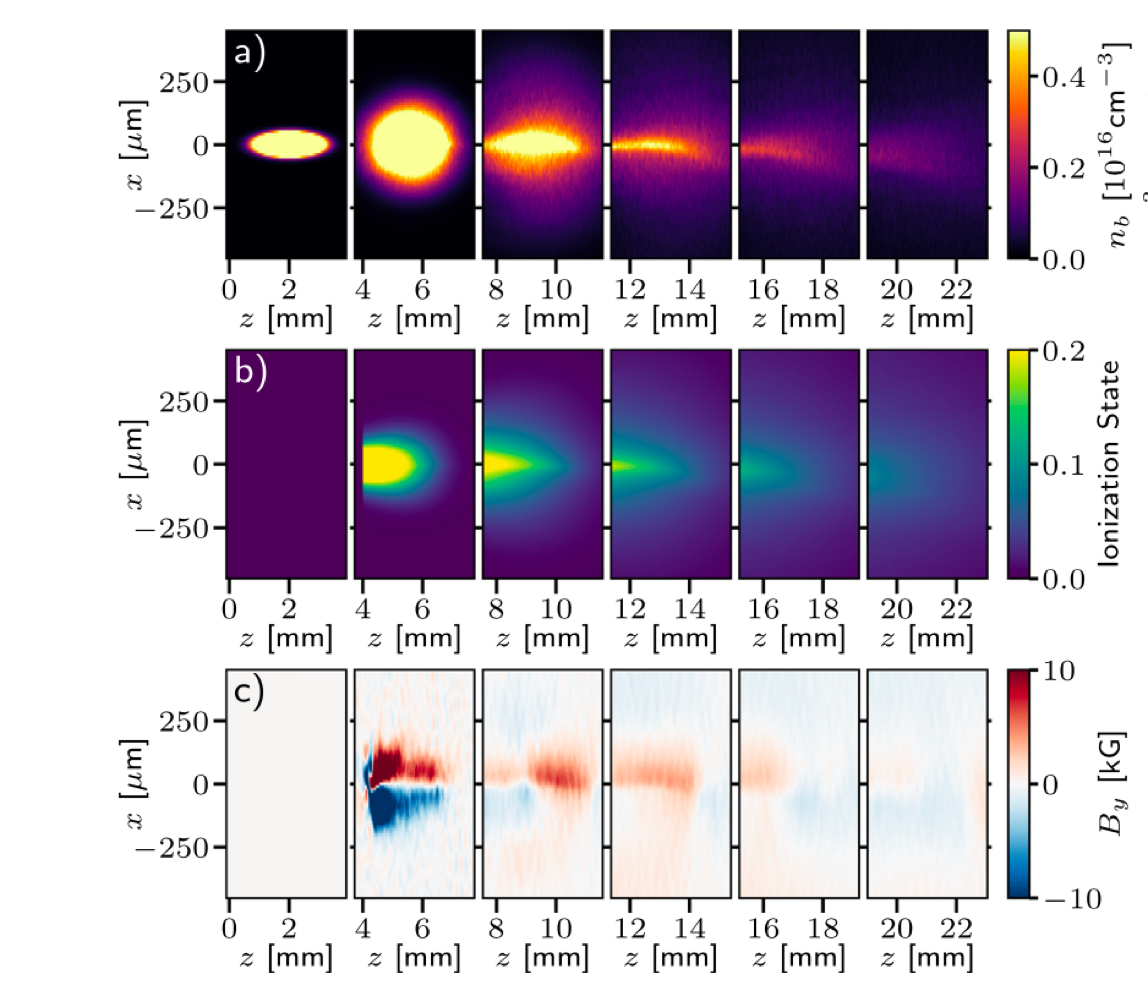 a)
250
0
−250
x [μm]
0 2 4 6 8 10 12 14 16 18 20 22
z [mm] z [mm] z [mm] z [mm] z [mm] z [mm]
0.4
0.2
0.0
n_b [10^16 cm^−3]
b)
250
0
−250
x [μm]
0 2 4 6 8 10 12 14 16 18 20 22
z [mm] z [mm] z [mm] z [mm] z [mm] z [mm]
0.2
0.1
0.0
Ionization State
c)
250
0
−250
x [μm]
0 2 4 6 8 10 12 14 16 18 20 22
z [mm] z [mm] z [mm] z [mm] z [mm] z [mm]
10
0
−10
B_y [kG]